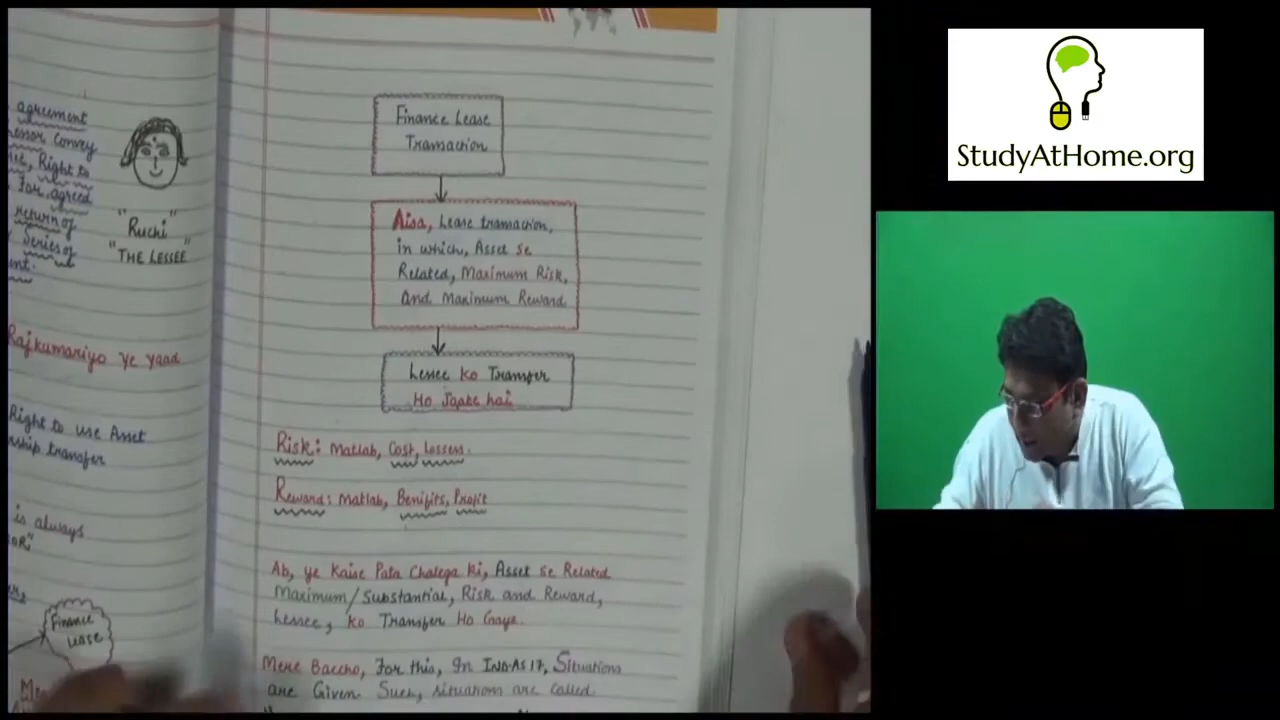 agreement
Convey
Right to
For agreed
return of
Series of
"Ruchi"
"THE LESSEE"
Rajkumariyo ye yaad
Right to use Asset
transfer
is always
Finance
Lease
Finance Lease
Transaction
Aisa, Lease transaction,
in which, Asset se
Related, Maximum Risk,
and Maximum Reward
Lessee ko Transfer
Ho Jaate hai
Risk: Matlab, Cost, Losses.
Reward: Matlab, Benifits, Profit
Ab, ye Kaise Pata Chalega Ki, Asset se Related
Maximum/Substantial, Risk and Reward,
Lessee, ko Transfer Ho Gaye.
Mere Baccho, For this, In IND-AS 17, Situations
are Given. Such, situations are called
StudyAtHome.org